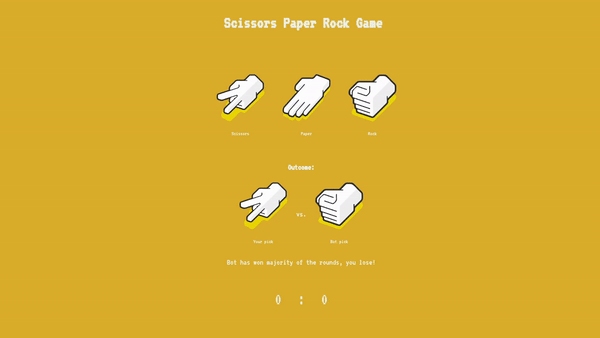 Scissors Paper Rock Game
Scissors Paper Rock
Outcome:
vs.
Your pick Bot pick
Bot has won majority of the rounds, you lose!
0 : 0